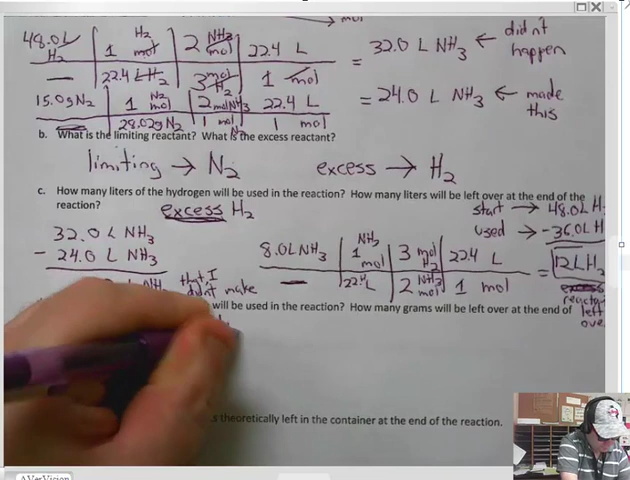 mol
48.0 L H2 | 1 mol H2 | 2 mol NH3 | 22.4 L = 32.0 L NH3 ← didn't happen
22.4 L H2 | 3 mol H2 | 1 mol
15.0g N2 | 1 mol N2 | 2 mol NH3 | 22.4 L = 24.0 L NH3 ← made this
28.02g N2 | 1 mol N2 | 1 mol
b. What is the limiting reactant? What is the excess reactant?
limiting → N2 excess → H2
c. How many liters of the hydrogen will be used in the reaction? How many liters will be left over at the end of the
reaction?
excess H2
start → 48.0L H
used → -36.0L H
12 L H2
excess
left
over
32.0 L NH3
- 24.0 L NH3
that I
didn't make
8.0L NH3 | 1 mol NH3 | 3 mol H2 | 22.4 L =
22.4L | 2 mol NH3 | 1 mol
will be used in the reaction? How many grams will be left over at the end of
s theoretically left in the container at the end of the reaction.
AVerVision